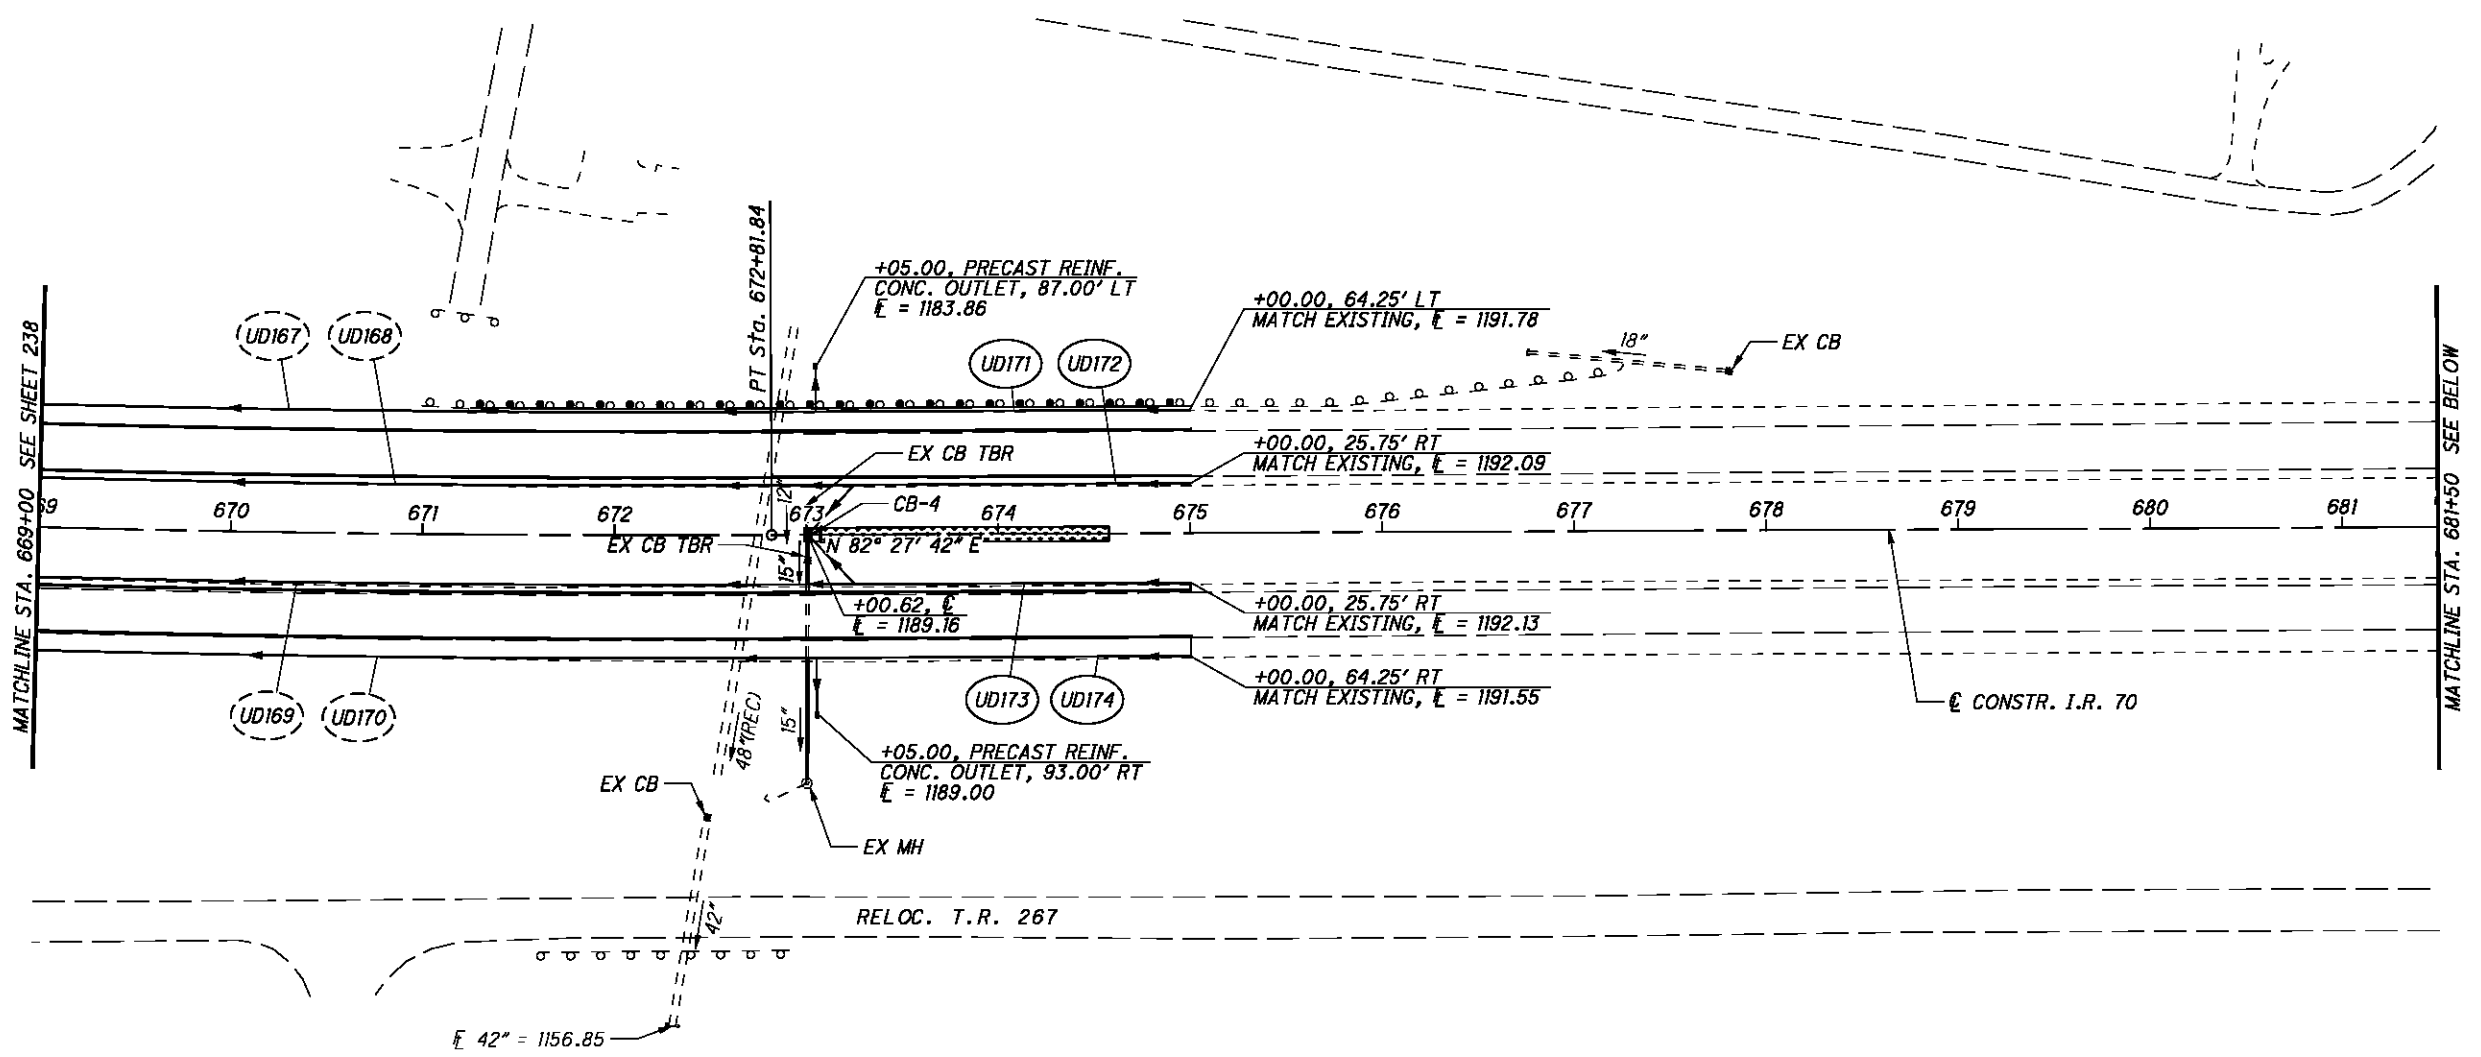 PT Sta. 672+81.84
+05.00, PRECAST REINF.
CONC. OUTLET, 87.00' LT
℄ = 1183.86
+00.00, 64.25' LT
MATCH EXISTING, ℄ = 1191.78
UD167
UD168
UD171
UD172
18"
EX CB
MATCHLINE STA. 669+00 SEE SHEET 238
MATCHLINE STA. 681+50 SEE BELOW
EX CB TBR
+00.00, 25.75' RT
MATCH EXISTING, ℄ = 1192.09
12"
CB-4
69
670
671
672
673
674
675
676
677
678
679
680
681
EX CB TBR
N 82° 27' 42" E
15"
+00.62, ℄
℄ = 1189.16
+00.00, 25.75' RT
MATCH EXISTING, ℄ = 1192.13
+00.00, 64.25' RT
MATCH EXISTING, ℄ = 1191.55
UD169
UD170
UD173
UD174
℄ CONSTR. I.R. 70
48"(REC)
15"
+05.00, PRECAST REINF.
CONC. OUTLET, 93.00' RT
℄ = 1189.00
EX CB
EX MH
42"
RELOC. T.R. 267
℄ 42" = 1156.85